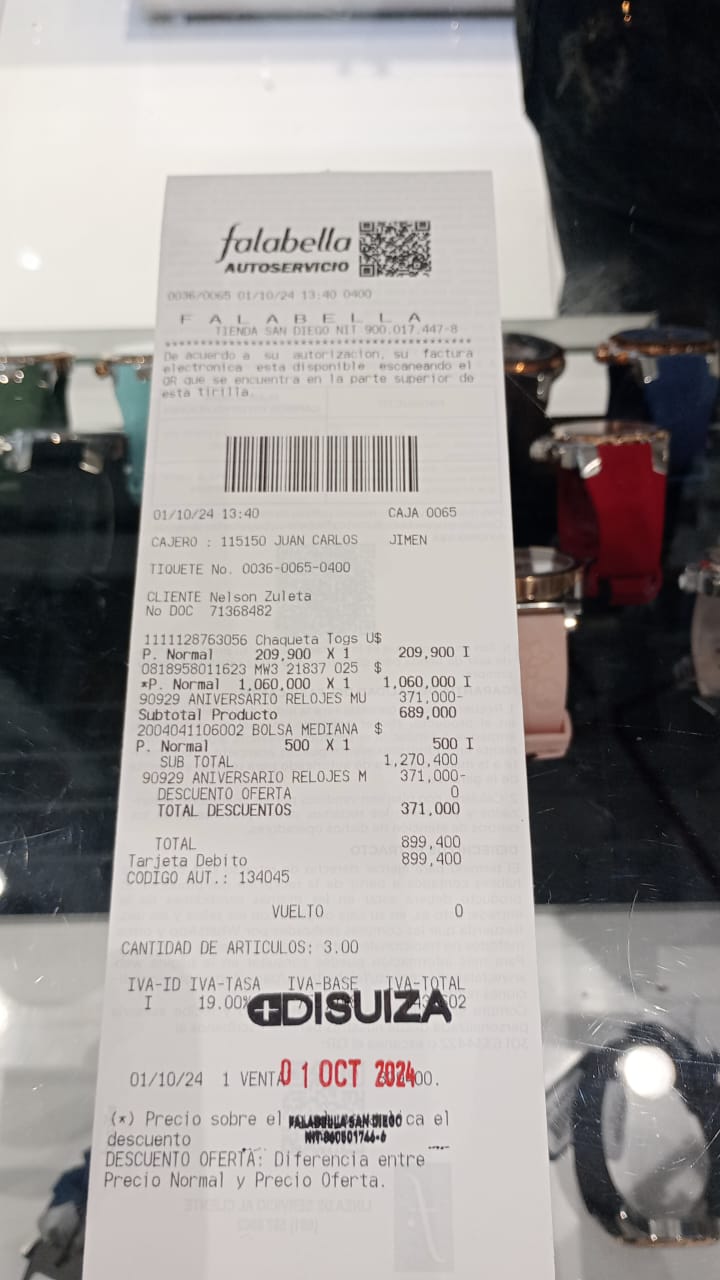 falabella
AUTOSERVICIO
0036/0065 01/10/24 13:40 0400
F A L A B E L L A
TIENDA SAN DIEGO NIT 900.017.447-8
De acuerdo a su autorizacion, su factura
electronica esta disponible escaneando el
QR que se encuentra en la parte superior de
esta tirilla.
01/10/24 13:40 CAJA 0065
CAJERO : 115150 JUAN CARLOS JIMEN
TIQUETE No. 0036-0065-0400
CLIENTE Nelson Zuleta
No DOC 71368482
1111128763056 Chaqueta Togs U$
P. Normal 209,900 X 1 209,900 I
0818958011623 MW3 21837 025 $
*P. Normal 1,060,000 X 1 1,060,000 I
90929 ANIVERSARIO RELOJES MU 371,000-
Subtotal Producto 689,000
2004041106002 BOLSA MEDIANA $
P. Normal 500 X 1 500 I
SUB TOTAL 1,270,400
90929 ANIVERSARIO RELOJES M 371,000-
DESCUENTO OFERTA 0
TOTAL DESCUENTOS 371,000
TOTAL 899,400
Tarjeta Debito 899,400
CODIGO AUT.: 134045
VUELTO 0
CANTIDAD DE ARTICULOS: 3.00
IVA-ID IVA-TASA IVA-BASE IVA-TOTAL
I 19.00%
DISUIZA
01/10/24 1 VENTA
01 OCT 2024
(*) Precio sobre el ca el
FALABELLA SAN DIEGO
descuento
DESCUENTO OFERTA: Diferencia entre
Precio Normal y Precio Oferta.